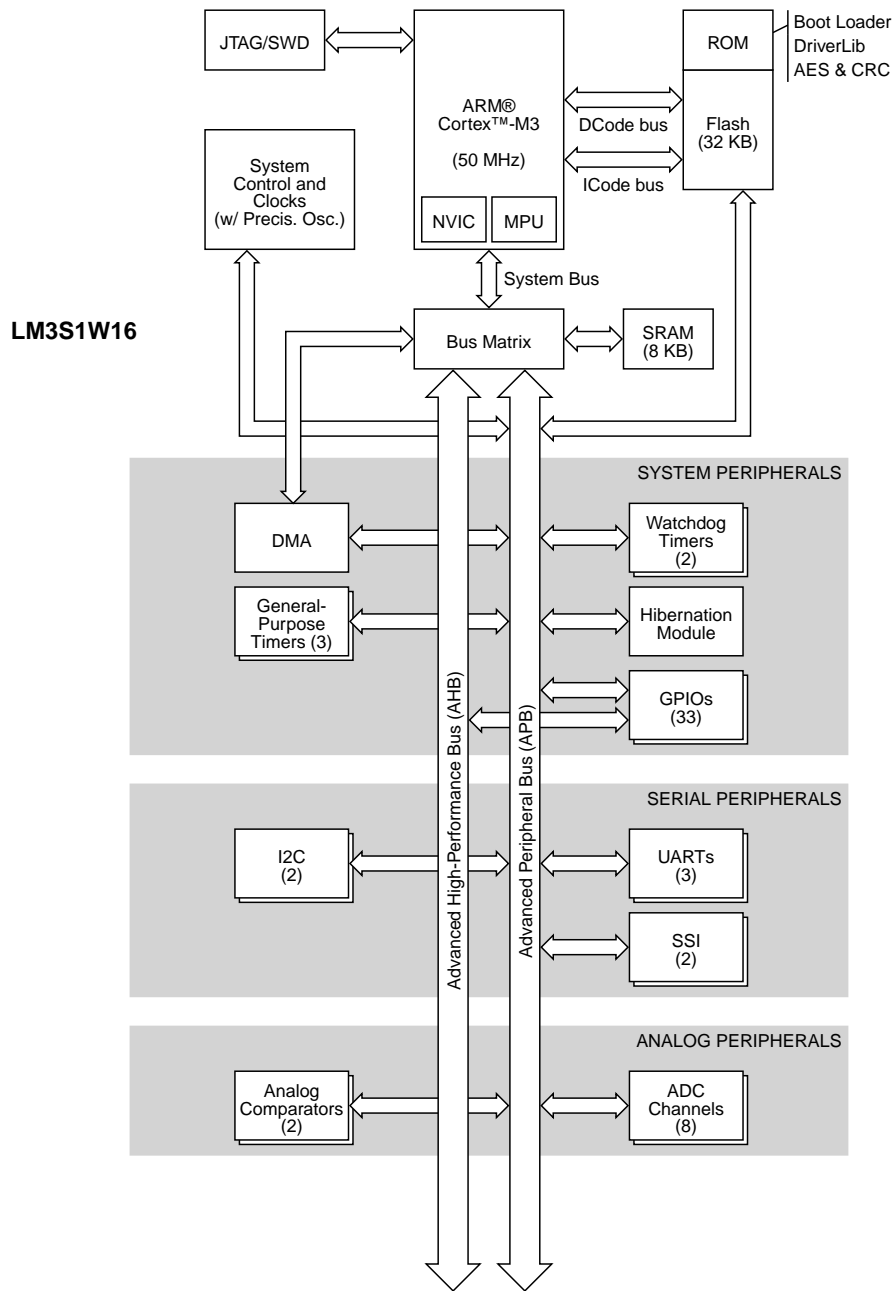 Boot Loader
DriverLib
AES & CRC
JTAG/SWD
ROM
ARM®
Cortex™-M3
(50 MHz)
DCode bus
Flash
(32 KB)
ICode bus
System
Control and
Clocks
(w/ Precis. Osc.)
NVIC
MPU
System Bus
LM3S1W16
Bus Matrix
SRAM
(8 KB)
SYSTEM PERIPHERALS
DMA
Watchdog
Timers
(2)
General-
Purpose
Timers (3)
Hibernation
Module
GPIOs
(33)
Advanced High-Performance Bus (AHB)
Advanced Peripheral Bus (APB)
SERIAL PERIPHERALS
I2C
(2)
UARTs
(3)
SSI
(2)
ANALOG PERIPHERALS
Analog
Comparators
(2)
ADC
Channels
(8)